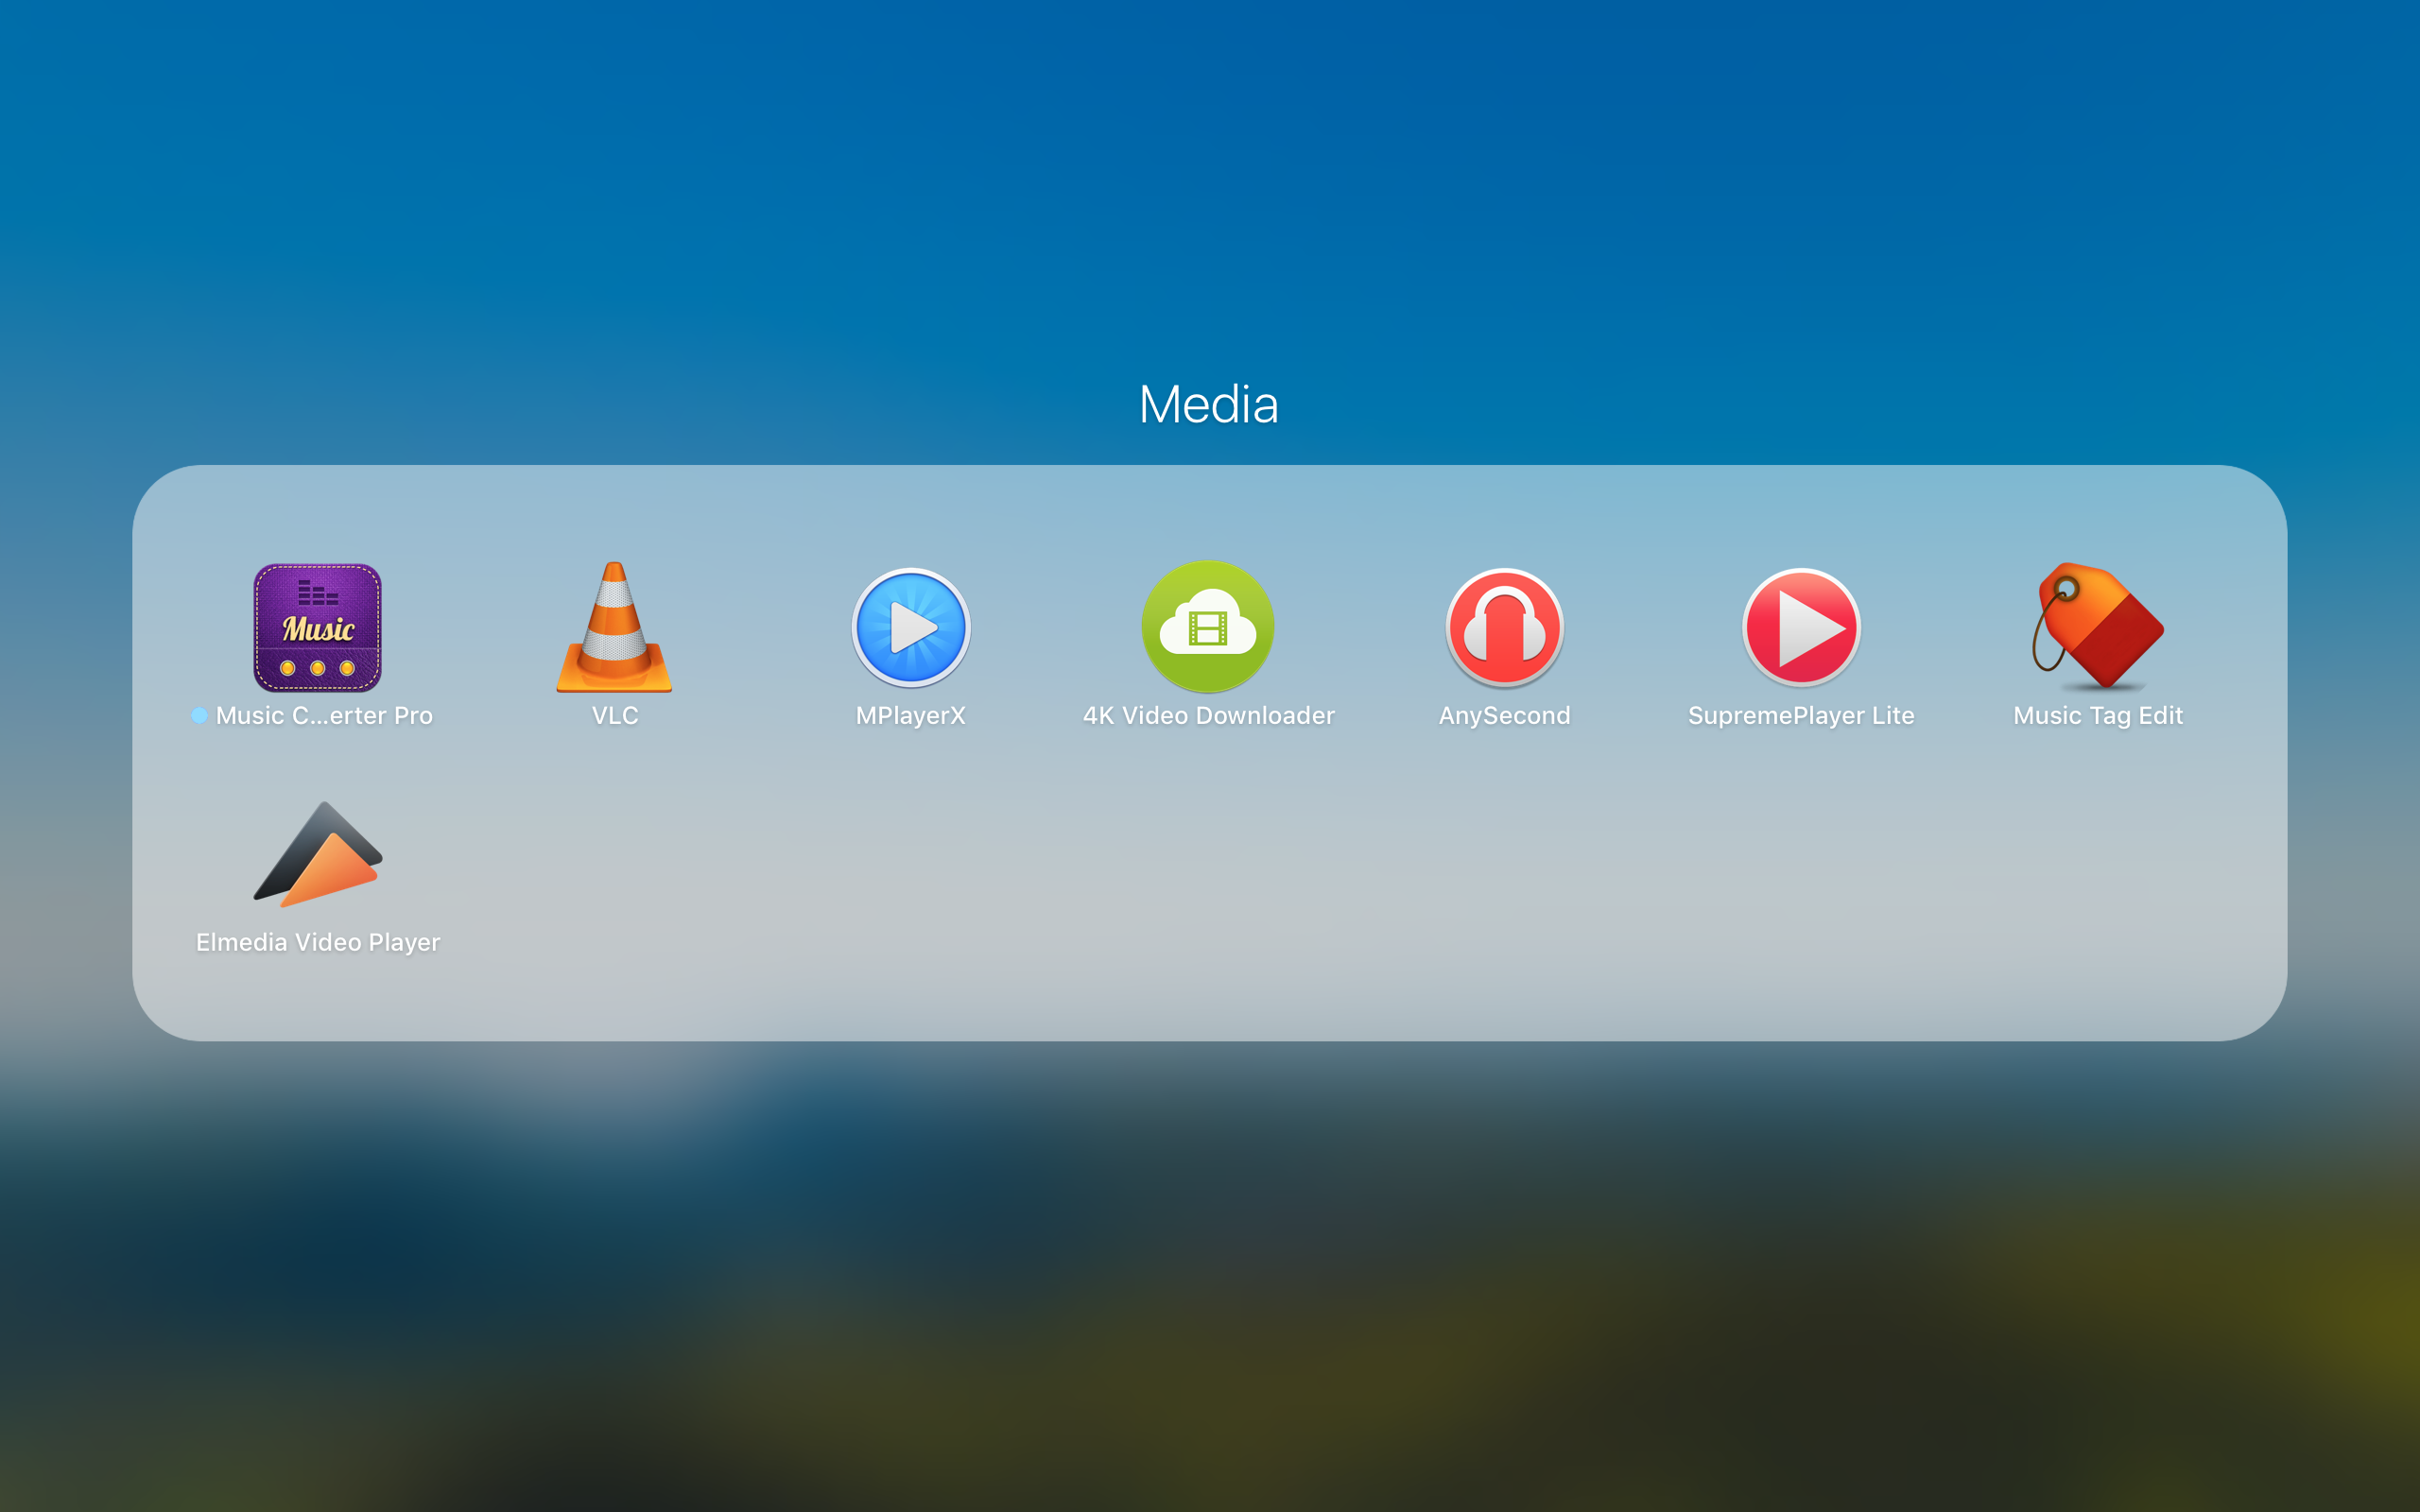 Media
Music
Music C...erter Pro
VLC
MPlayerX
4K Video Downloader
AnySecond
SupremePlayer Lite
Music Tag Edit
Elmedia Video Player